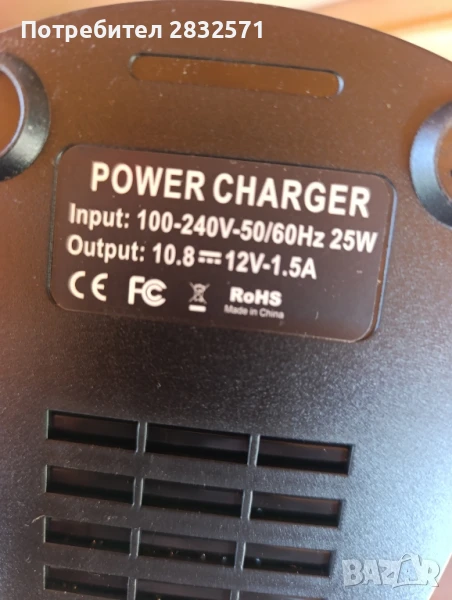 Потребител 2832571
POWER CHARGER
Input: 100-240V-50/60Hz 25W
Output: 10.8⎓12V-1.5A
CE FC RoHS
Made in China
BAZAR